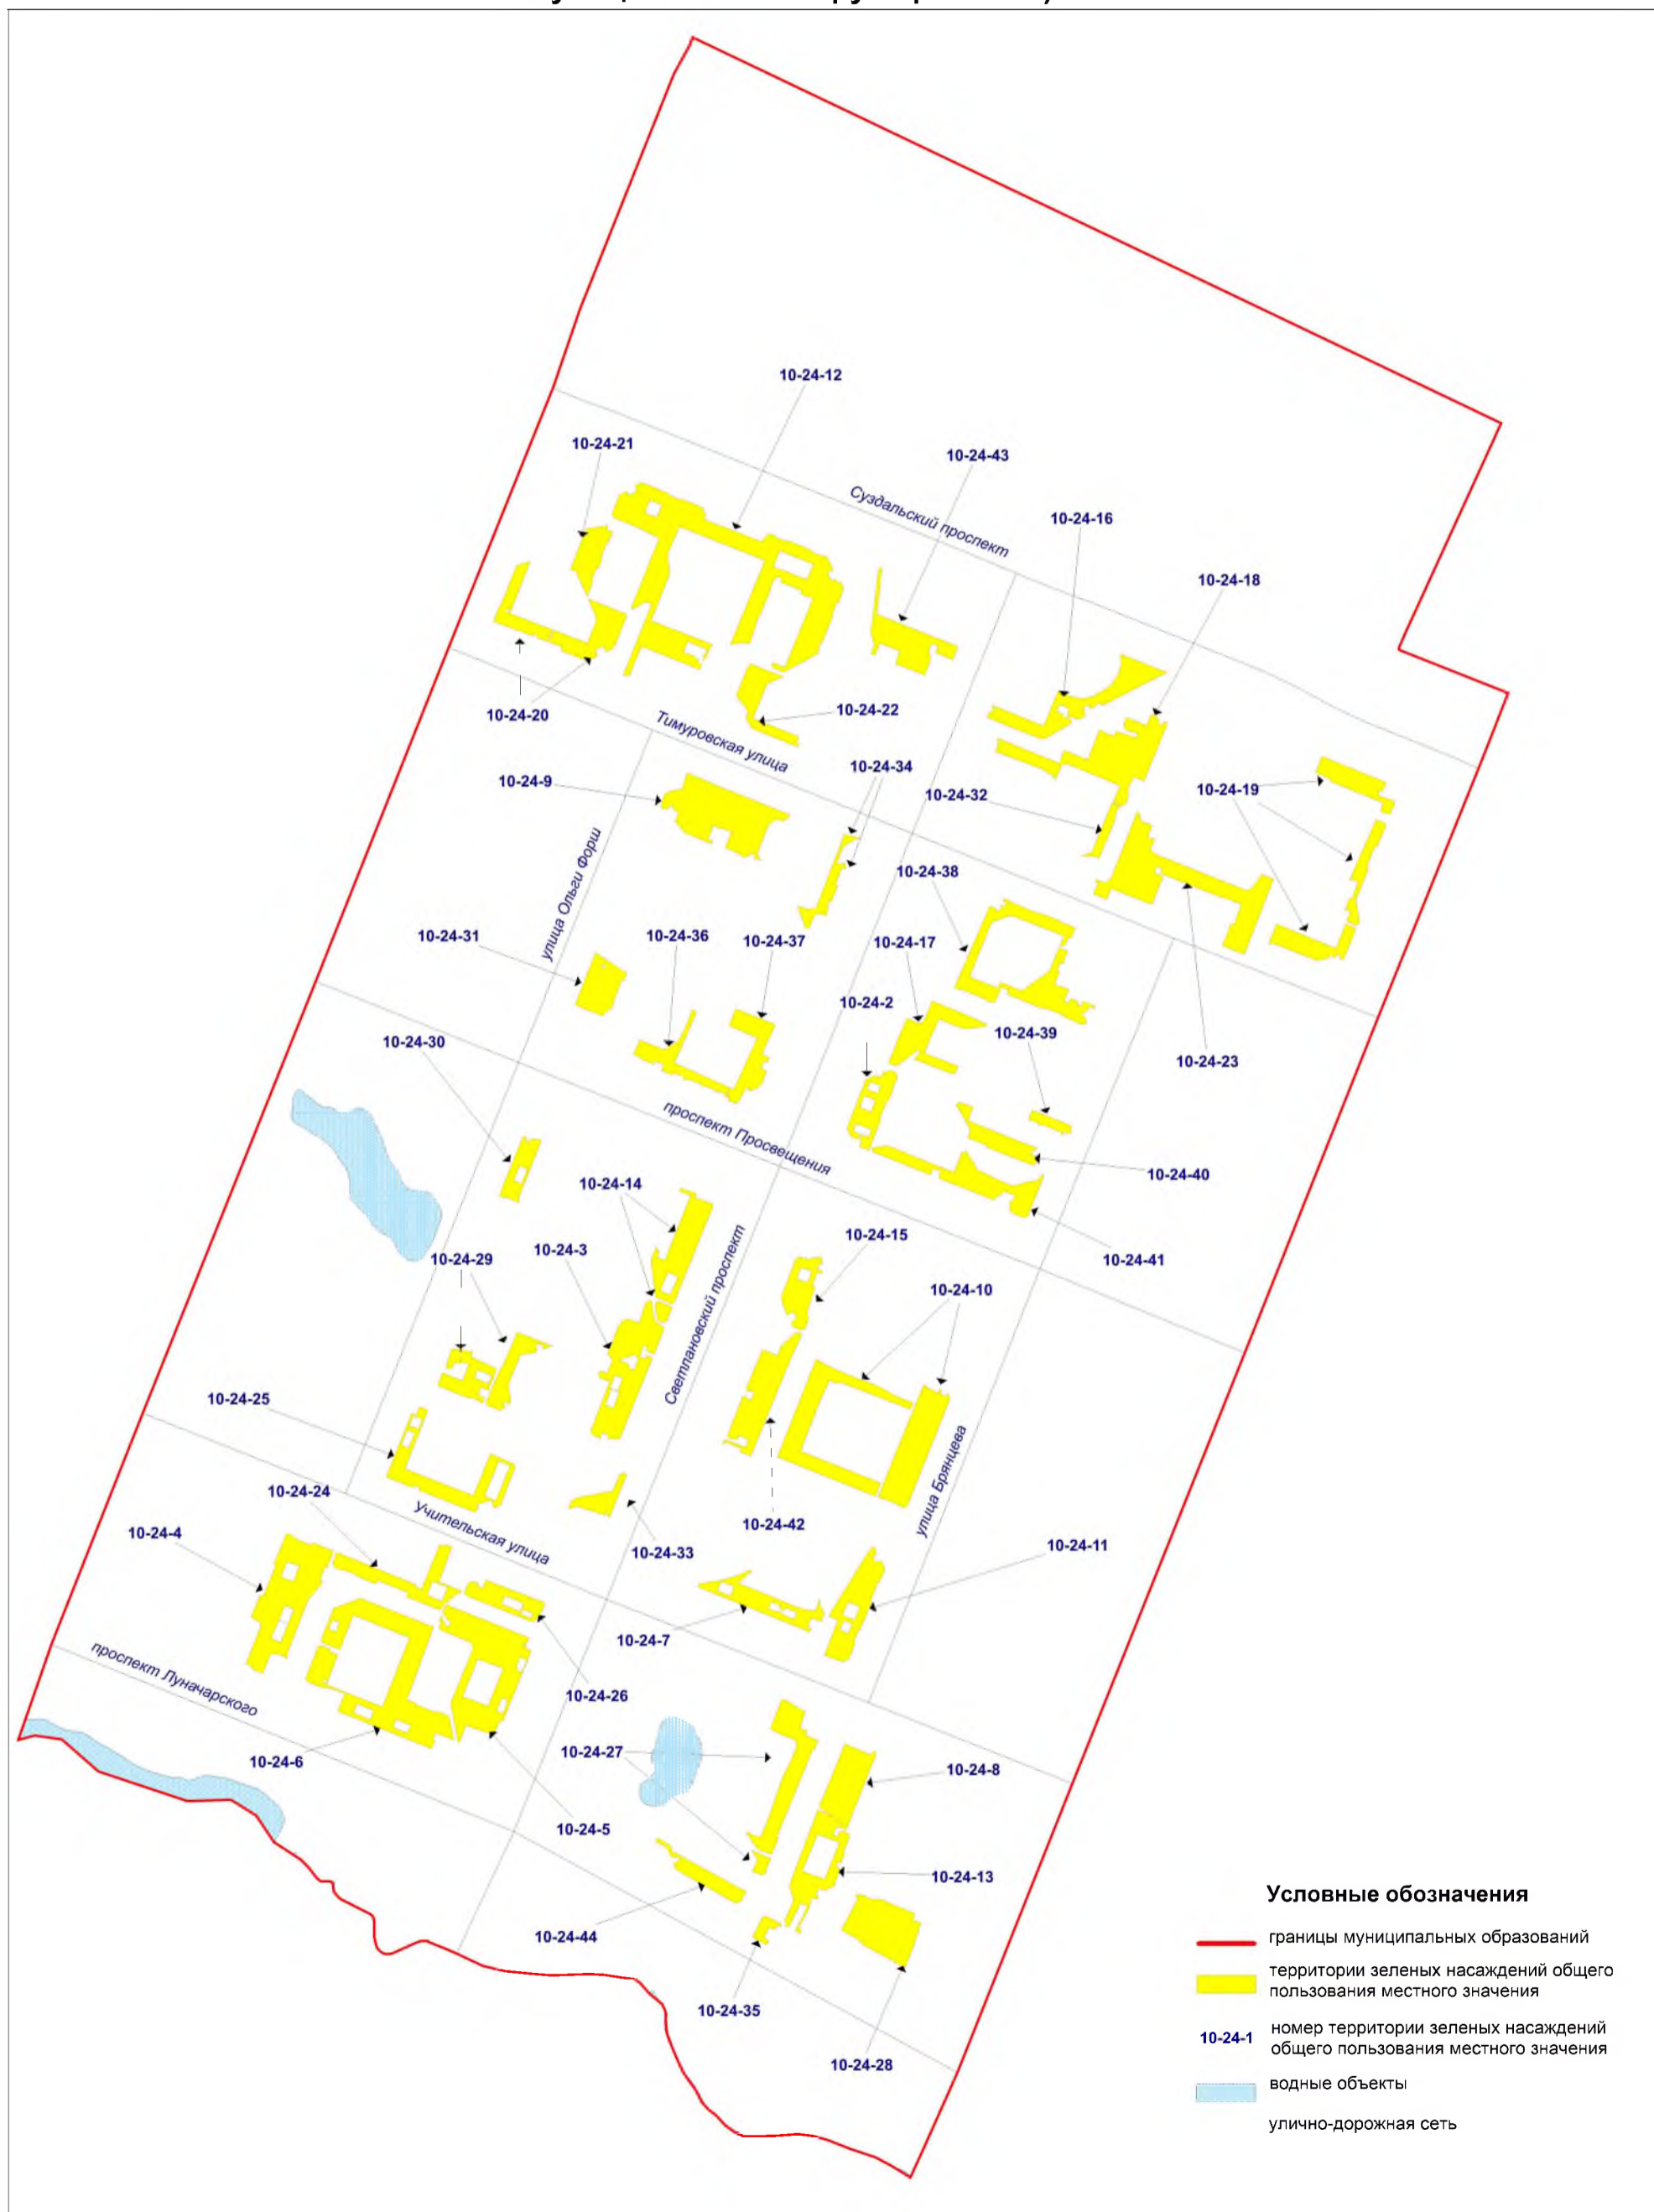 10-24-12
10-24-21
10-24-43
Суздальский проспект
10-24-16
10-24-18
10-24-20
10-24-22
Тимуровская улица
10-24-34
10-24-9
10-24-32
10-24-19
улица Ольги Форш
10-24-38
10-24-31
10-24-36
10-24-37
10-24-17
10-24-2
10-24-39
10-24-30
10-24-23
проспект Просвещения
10-24-40
10-24-14
10-24-15
10-24-3
10-24-29
10-24-41
10-24-10
Светлановский проспект
10-24-25
улица Брянцева
10-24-24
10-24-42
10-24-4
Учительская улица
10-24-33
10-24-11
10-24-7
проспект Луначарского
10-24-26
10-24-27
10-24-6
10-24-8
10-24-5
10-24-13
10-24-44
10-24-35
10-24-28
Условные обозначения
границы муниципальных образований
территории зеленых насаждений общего
пользования местного значения
10-24-1 номер территории зеленых насаждений
общего пользования местного значения
водные объекты
улично-дорожная сеть